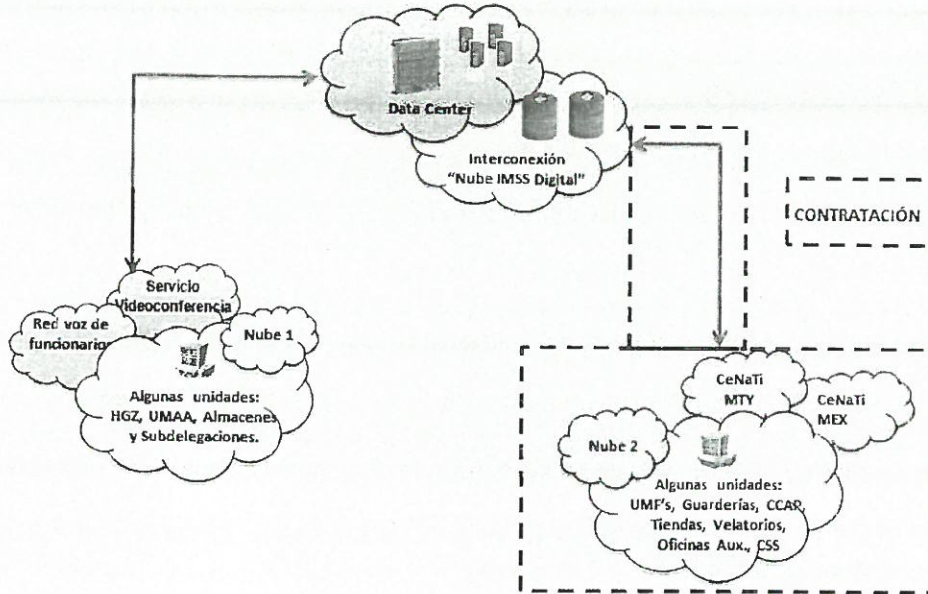 Data Center
Interconexión
"Nube IMSS Digital"
CONTRATACIÓN
Servicio
Videoconferencia
Red voz de
funcionario
Nube 1
Algunas unidades:
HGZ, UMAA, Almacenes
y Subdelegaciones.
CeNaTi
MTY
CeNaTi
MEX
Nube 2
Algunas unidades:
UMF's, Guarderías, CCAP,
Tiendas, Velatorios,
Oficinas Aux., CSS